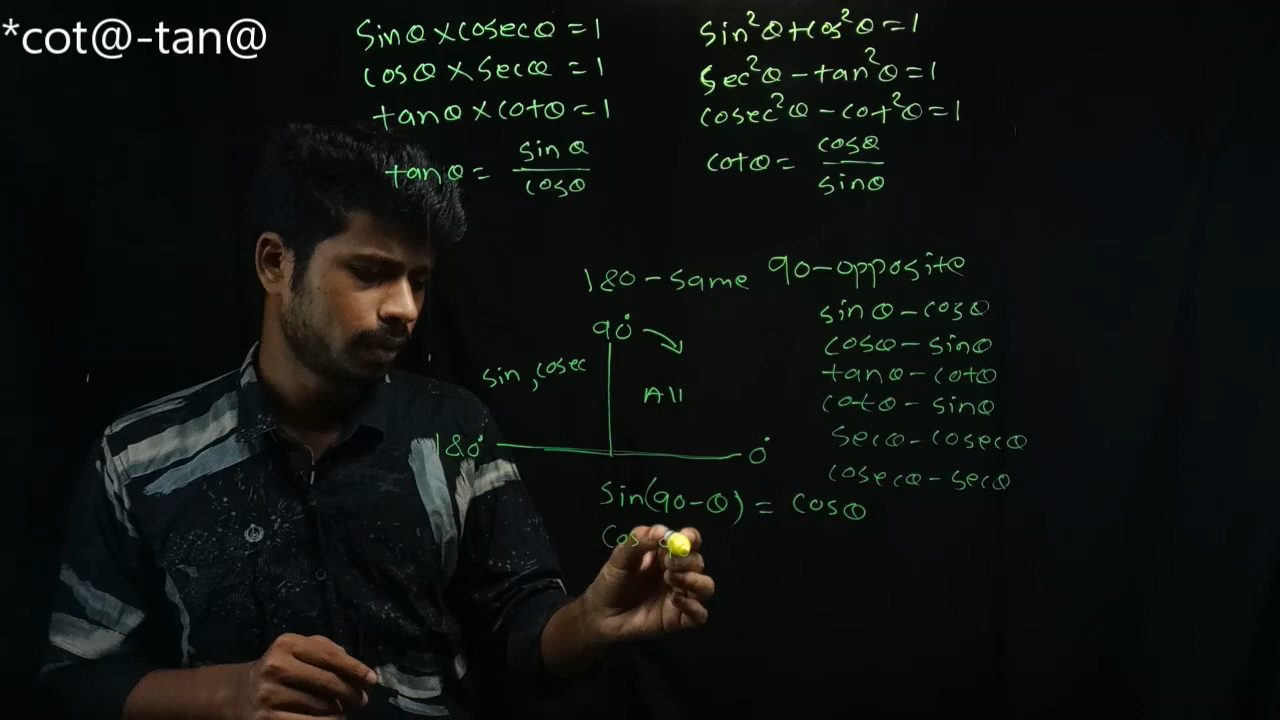 *cot@-tan@
sinθ×cosecθ=1
cosθ×secθ=1
tanθ×cotθ=1
tanθ= sinθ/cosθ
sin²θ+cos²θ=1
sec²θ-tan²θ=1
cosec²θ-cot²θ=1
cotθ= cosθ/sinθ
180-same
90-opposite
sinθ-cosθ
cosθ-sinθ
tanθ-cotθ
cotθ-sinθ
secθ-cosecθ
cosecθ-secθ
90°
sin, cosec
All
180°
0°
sin(90-θ)=cosθ
cos